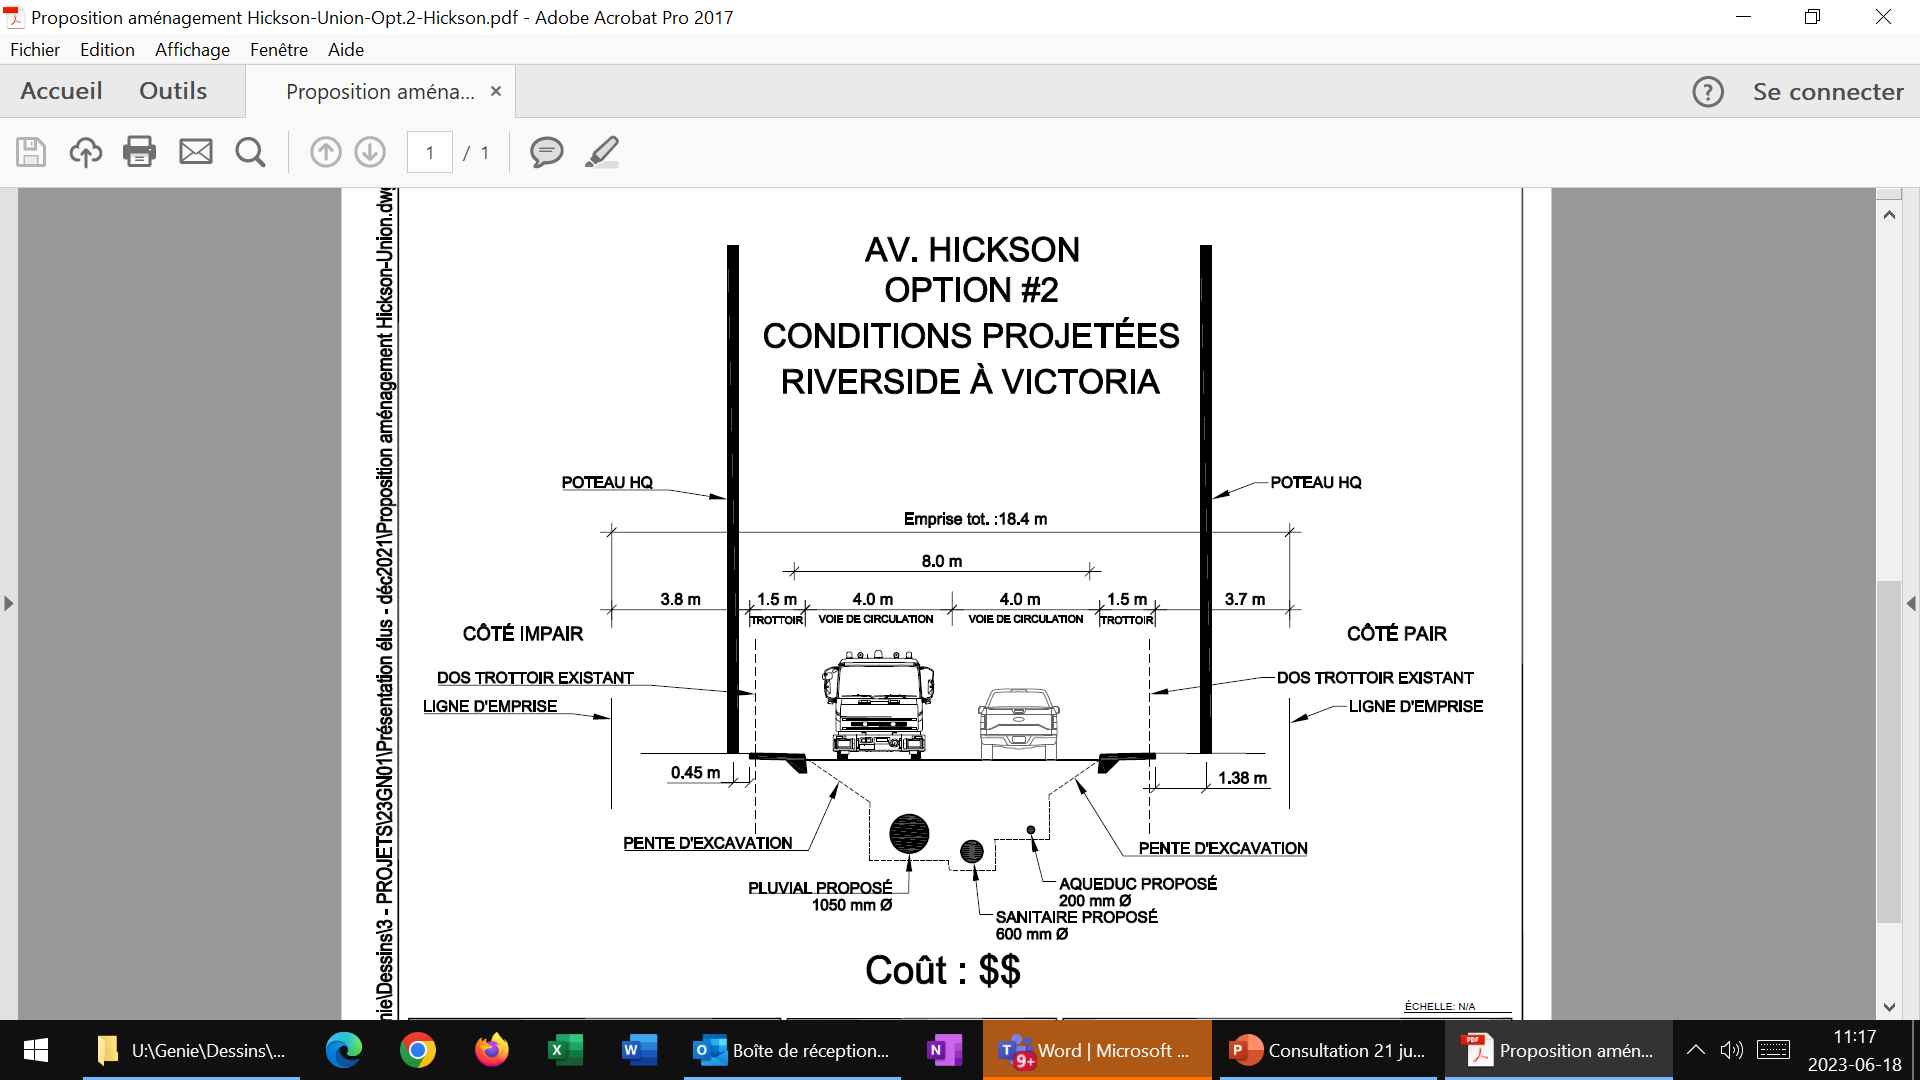 Proposition aménagement Hickson-Union-Opt.2-Hickson.pdf - Adobe Acrobat Pro 2017
Fichier Edition Affichage Fenêtre Aide
Accueil Outils Proposition aména... × ? Se connecter
1 / 1
nie\Dessins\3 - PROJETS\23GN01\Présentation élus - déc2021\Proposition aménagement Hickson-Union.dwg
AV. HICKSON
OPTION #2
CONDITIONS PROJETÉES
RIVERSIDE À VICTORIA
POTEAU HQ
POTEAU HQ
Emprise tot. :18.4 m
8.0 m
3.8 m 1.5 m 4.0 m 4.0 m 1.5 m 3.7 m
TROTTOIR VOIE DE CIRCULATION VOIE DE CIRCULATION TROTTOIR
CÔTÉ IMPAIR
CÔTÉ PAIR
DOS TROTTOIR EXISTANT
DOS TROTTOIR EXISTANT
LIGNE D'EMPRISE
LIGNE D'EMPRISE
0.45 m
1.38 m
PENTE D'EXCAVATION
PENTE D'EXCAVATION
PLUVIAL PROPOSÉ
1050 mm Ø
AQUEDUC PROPOSÉ
200 mm Ø
SANITAIRE PROPOSÉ
600 mm Ø
Coût : $$
ÉCHELLE: N/A
U:\Genie\Dessins\... Boîte de réception... 9+ Word | Microsoft ... Consultation 21 ju... Proposition amén...
11:17
2023-06-18